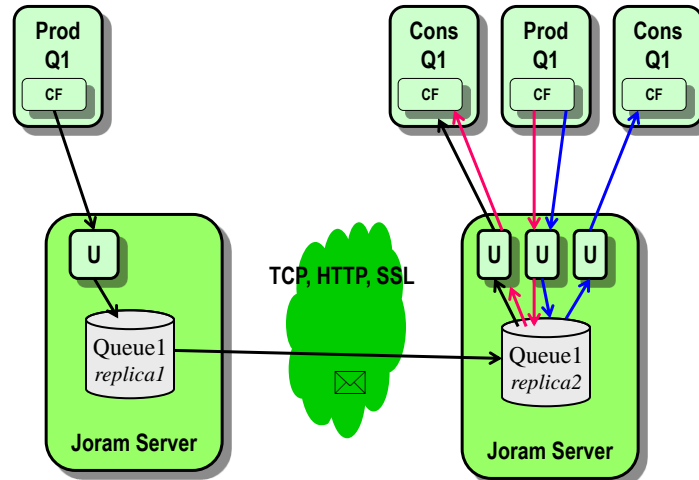 Prod
Q1
CF
Cons
Q1
CF
Prod
Q1
CF
Cons
Q1
CF
U
Queue1
replica1
Joram Server
TCP, HTTP, SSL
U
U
U
Queue1
replica2
Joram Server